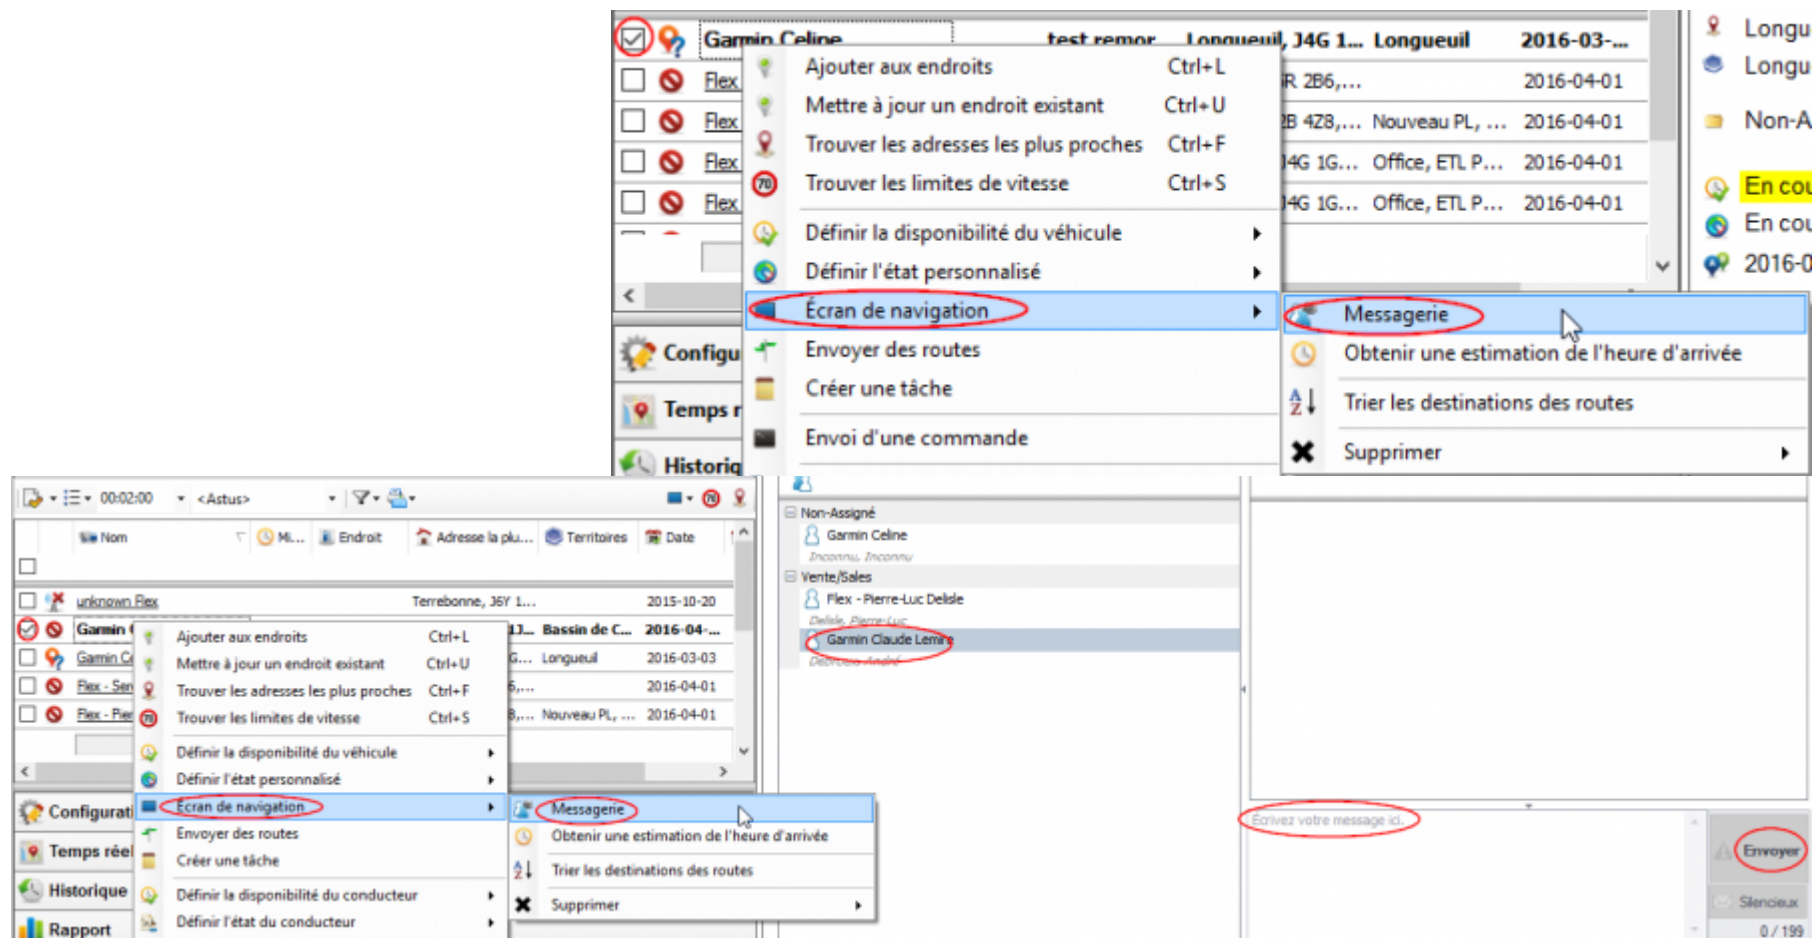 Garmin Celine test remor Longueuil, J4G 1... Longueuil 2016-03-...
Flex R 2B6,... 2016-04-01
Flex 2B 4Z8,... Nouveau PL, ... 2016-04-01
Flex J4G 1G... Office, ETL P... 2016-04-01
Flex J4G 1G... Office, ETL P... 2016-04-01
Ajouter aux endroits Ctrl+L
Mettre à jour un endroit existant Ctrl+U
Trouver les adresses les plus proches Ctrl+F
70 Trouver les limites de vitesse Ctrl+S
Définir la disponibilité du véhicule
Définir l'état personnalisé
Écran de navigation
Envoyer des routes
Créer une tâche
Envoi d'une commande
Messagerie
Obtenir une estimation de l'heure d'arrivée
Trier les destinations des routes
Supprimer
Longu
Longu
Non-A
En cou
En cou
2016-0
Configu
Temps r
Historiq
00:02:00 <Astus>
Nom Mi... Endroit Adresse la plu... Territoires Date
unknown Flex Terrebonne, J6Y 1... 2015-10-20
Garmin 1J... Bassin de C... 2016-04-...
Garmin Ce G... Longueuil 2016-03-03
Flex - Ser 6,... 2016-04-01
Flex - Pier 8,... Nouveau PL, ... 2016-04-01
Ajouter aux endroits Ctrl+L
Mettre à jour un endroit existant Ctrl+U
Trouver les adresses les plus proches Ctrl+F
70 Trouver les limites de vitesse Ctrl+S
Définir la disponibilité du véhicule
Définir l'état personnalisé
Écran de navigation
Envoyer des routes
Créer une tâche
Définir la disponibilité du conducteur
Définir l'état du conducteur
Messagerie
Obtenir une estimation de l'heure d'arrivée
Trier les destinations des routes
Supprimer
Configurati
Temps réel
Historique
Rapport
Non-Assigné
Garmin Celine
Inconnu, Inconnu
Vente/Sales
Flex - Pierre-Luc Delisle
Delisle, Pierre-Luc
Garmin Claude Lemire
André
Écrivez votre message ici.
Envoyer
Silencieux
0 / 199